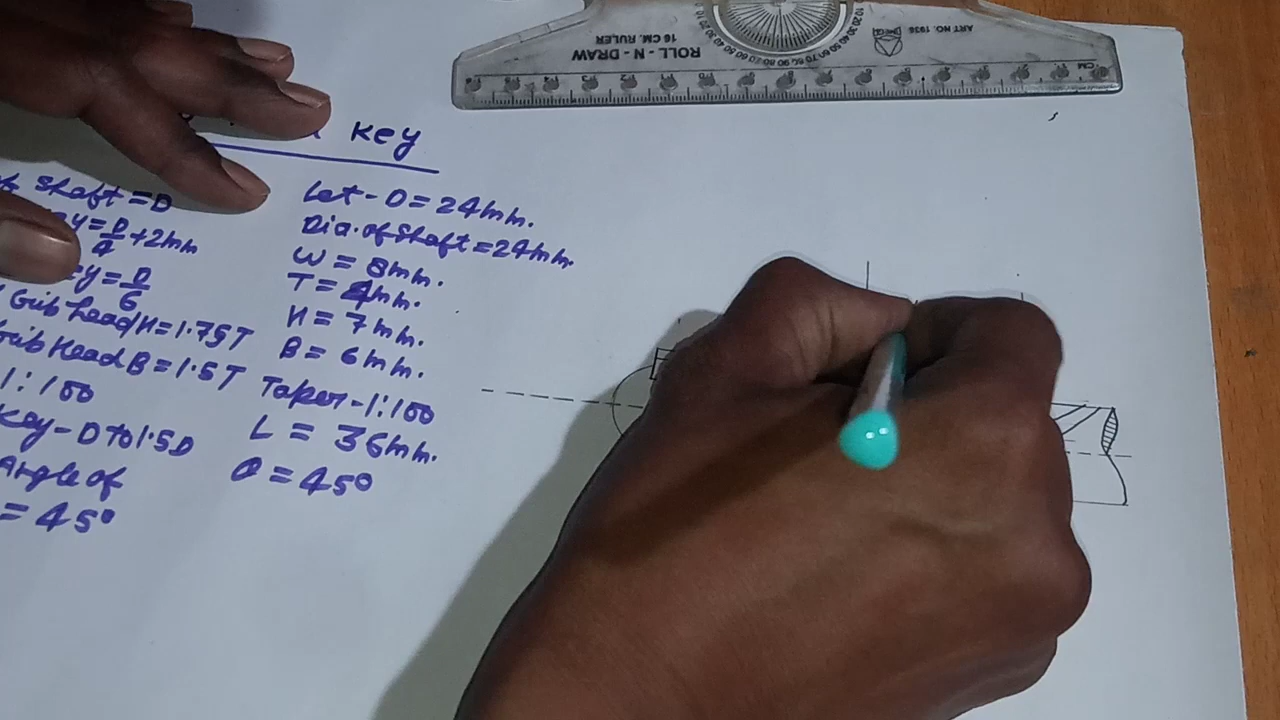 ROLL - N - DRAW
16 CM. RULER
ART NO. 1936
CM
Key
Shaft = D
Y = D/4 + 2mm
ey = D/6
Gib head H = 1.75T
Gib Head B = 1.5T
1:100
Key - D to 1.5D
Angle of
= 45°
Let - D = 24mm.
Dia. of Shaft = 24mm.
W = 8mm.
T = 4mm.
H = 7mm.
B = 6mm.
Taper - 1:100
L = 36mm.
θ = 45°